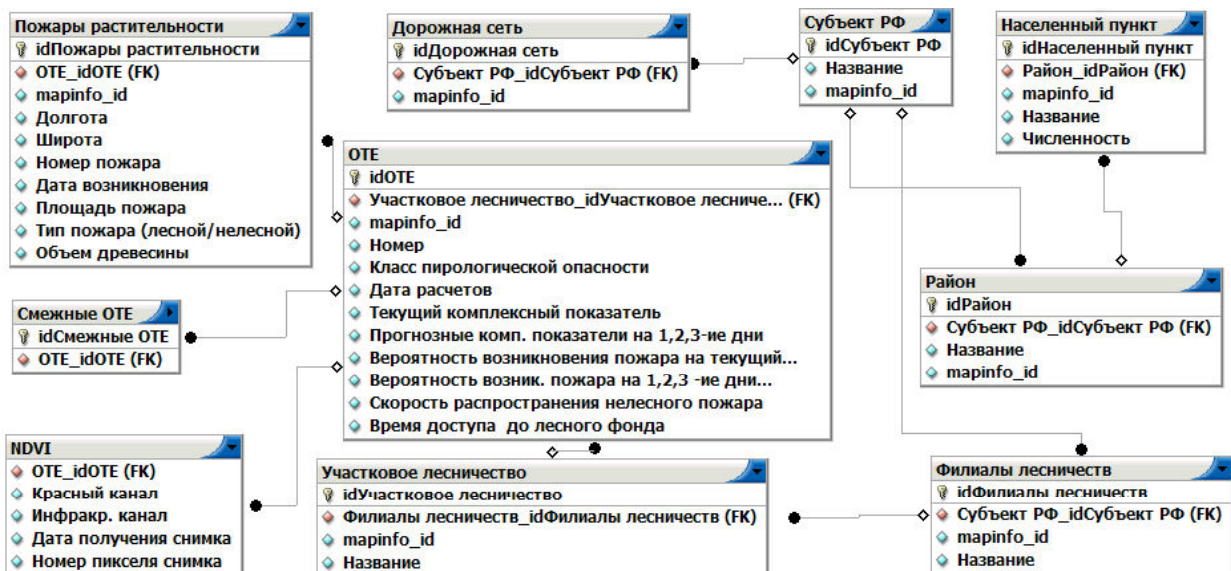 Пожары растительности
idПожары растительности
OTE_idOTE (FK)
mapinfo_id
Долгота
Широта
Номер пожара
Дата возникновения
Площадь пожара
Тип пожара (лесной/нелесной)
Объем древесины
Дорожная сеть
idДорожная сеть
Субъект РФ_idСубъект РФ (FK)
mapinfo_id
Субъект РФ
idСубъект РФ
Название
mapinfo_id
Населенный пункт
idНаселенный пункт
Район_idРайон (FK)
mapinfo_id
Название
Численность
ОТЕ
idOTE
Участковое лесничество_idУчастковое лесниче... (FK)
mapinfo_id
Номер
Класс пирологической опасности
Дата расчетов
Текущий комплексный показатель
Прогнозные комп. показатели на 1,2,3-ие дни
Вероятность возникновения пожара на текущий...
Вероятность возник. пожара на 1,2,3 -ие дни...
Скорость распространения нелесного пожара
Время доступа до лесного фонда
Район
idРайон
Субъект РФ_idСубъект РФ (FK)
Название
mapinfo_id
Смежные ОТЕ
idСмежные ОТЕ
OTE_idOTE (FK)
NDVI
OTE_idOTE (FK)
Красный канал
Инфракр. канал
Дата получения снимка
Номер пикселя снимка
Участковое лесничество
idУчастковое лесничество
Филиалы лесничеств_idФилиалы лесничеств (FK)
mapinfo_id
Название
Филиалы лесничеств
idФилиалы лесничеств
Субъект РФ_idСубъект РФ (FK)
mapinfo_id
Название